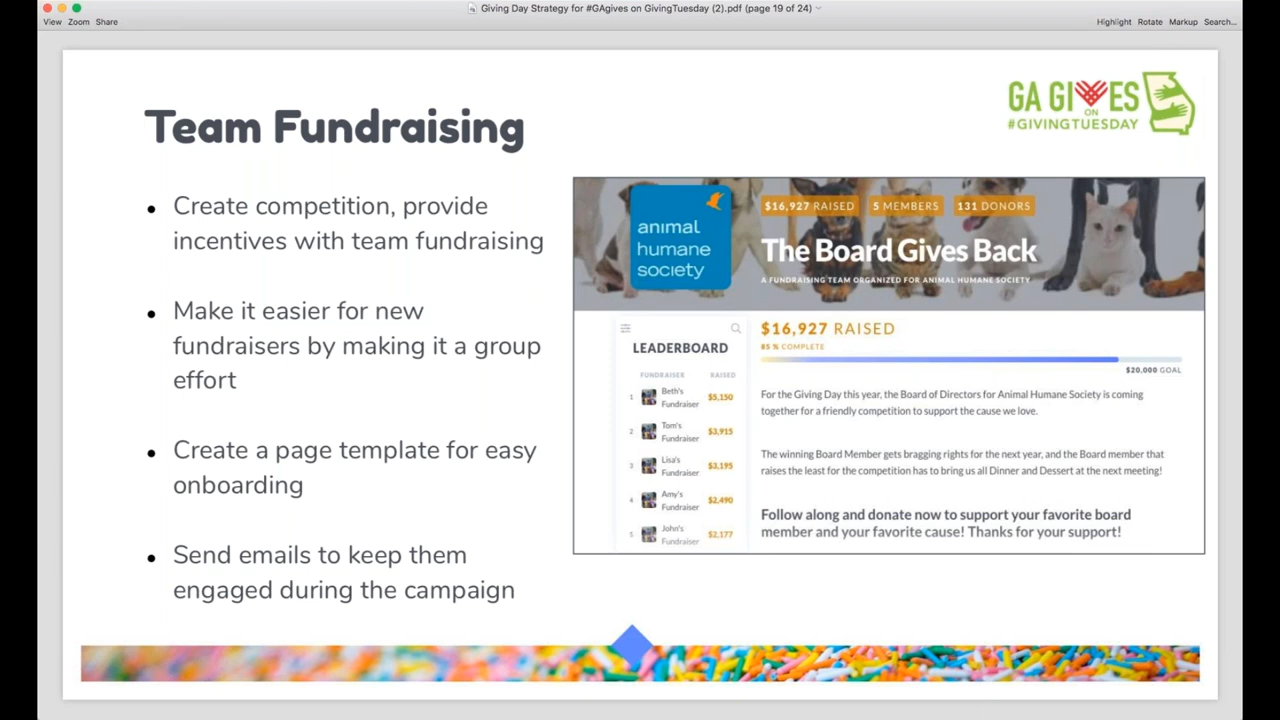 Giving Day Strategy for #GAgives on GivingTuesday (2).pdf (page 19 of 24)
View Zoom Share
Highlight Rotate Markup Search...
GA GIVES
ON
#GIVINGTUESDAY
Team Fundraising
• Create competition, provide
incentives with team fundraising
• Make it easier for new
fundraisers by making it a group
effort
• Create a page template for easy
onboarding
• Send emails to keep them
engaged during the campaign
animal
humane
society
$16,927 RAISED 5 MEMBERS 131 DONORS
The Board Gives Back
A FUNDRAISING TEAM ORGANIZED FOR ANIMAL HUMANE SOCIETY
LEADERBOARD
FUNDRAISER RAISED
1 Beth's
Fundraiser $5,150
2 Tom's
Fundraiser $3,915
3 Lisa's
Fundraiser $3,195
4 Amy's
Fundraiser $2,490
5 John's
Fundraiser $2,177
$16,927 RAISED
85 % COMPLETE
$20,000 GOAL
For the Giving Day this year, the Board of Directors for Animal Humane Society is coming
together for a friendly competition to support the cause we love.
The winning Board Member gets bragging rights for the next year, and the Board member that
raises the least for the competition has to bring us all Dinner and Dessert at the next meeting!
Follow along and donate now to support your favorite board
member and your favorite cause! Thanks for your support!